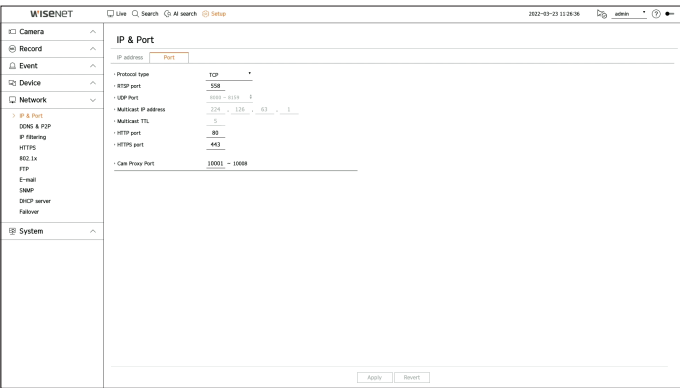 WISENET
Live Search AI search Setup
2022-03-23 11:26:36 admin ?
Camera
Record
Event
Device
Network
IP & Port
DDNS & P2P
IP filtering
HTTPS
802.1x
FTP
E-mail
SNMP
DHCP server
Failover
System
IP & Port
IP address Port
· Protocol type TCP
· RTSP port 558
· UDP Port 8000 - 8159
· Multicast IP address 224 . 126 . 63 . 1
· Multicast TTL 5
· HTTP port 80
· HTTPS port 443
· Cam Proxy Port 10001 - 10008
Apply Revert